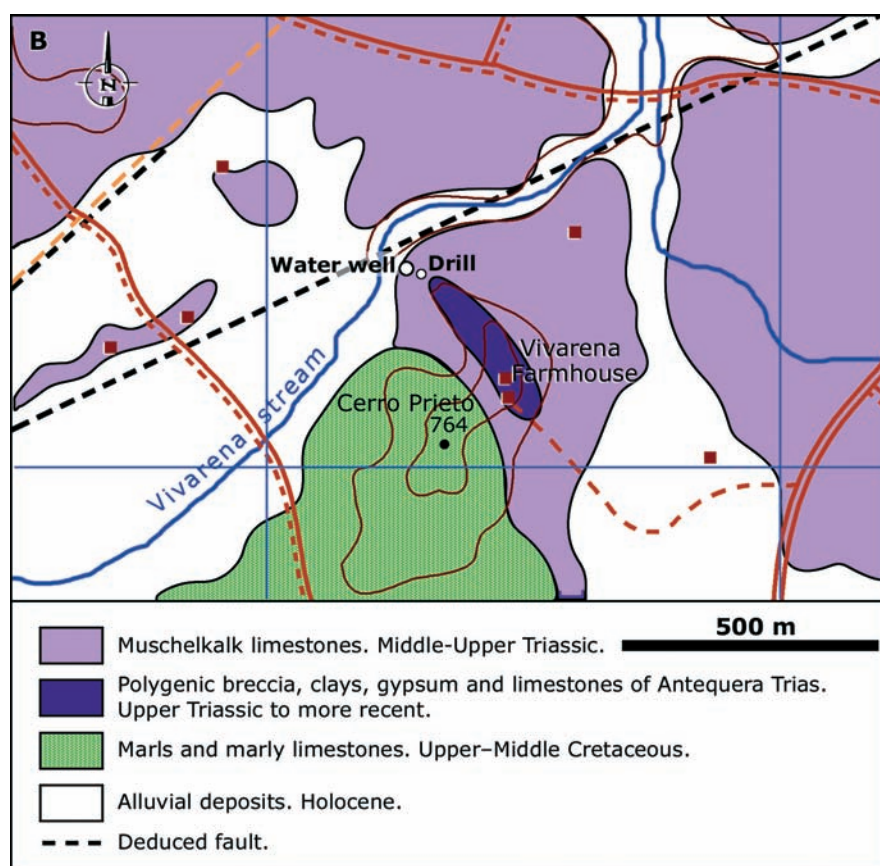 B
N
Water well
Drill
Vivarena
Farmhouse
Cerro Prieto
764
Vivarena stream
500 m
Muschelkalk limestones. Middle-Upper Triassic.
Polygenic breccia, clays, gypsum and limestones of Antequera Trias.
Upper Triassic to more recent.
Marls and marly limestones. Upper–Middle Cretaceous.
Alluvial deposits. Holocene.
Deduced fault.